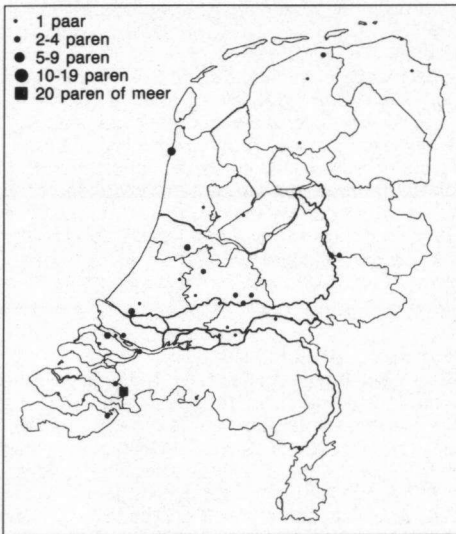 1 paar
2-4 paren
5-9 paren
10-19 paren
20 paren of meer